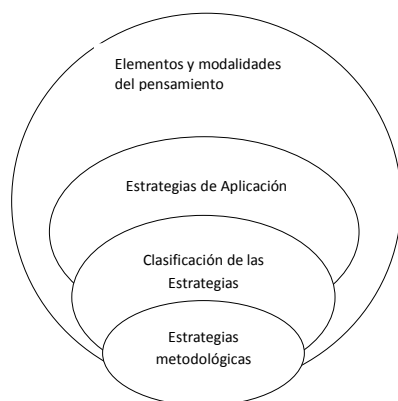 Elementos y modalidades
del pensamiento
Estrategias de Aplicación
Clasificación de las
Estrategias
Estrategias
metodológicas